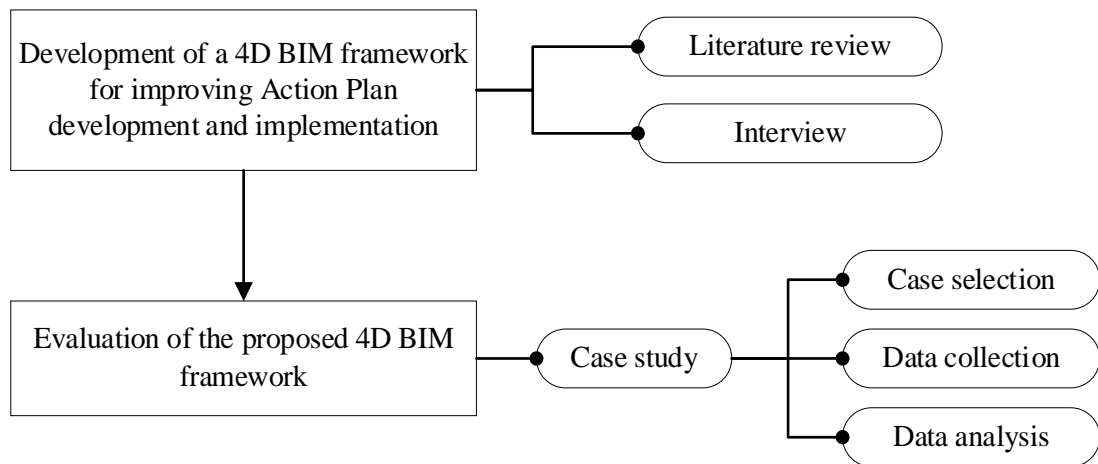 Development of a 4D BIM framework
for improving Action Plan
development and implementation
Literature review
Interview
Evaluation of the proposed 4D BIM
framework
Case study
Case selection
Data collection
Data analysis